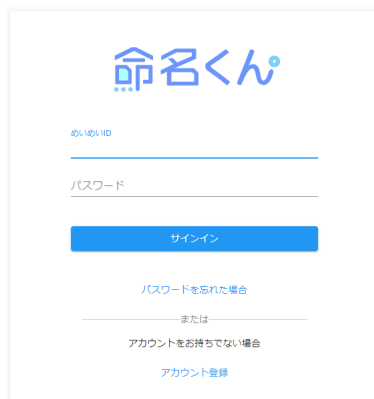 命名くん
めいめいID
パスワード
サインイン
パスワードを忘れた場合
または
アカウントをお持ちでない場合
アカウント登録